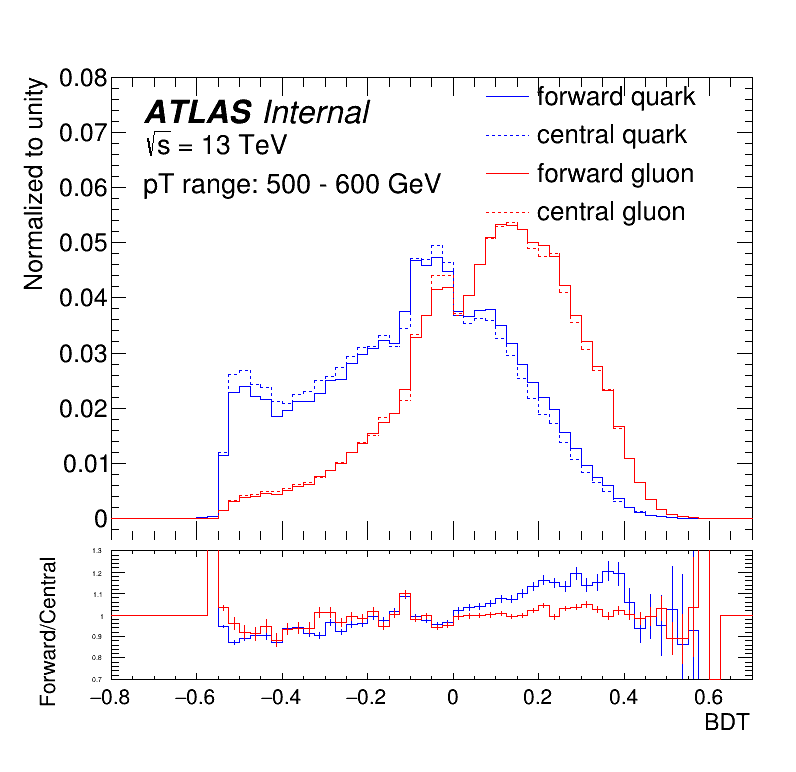 0.08
0.07
0.06
0.05
0.04
0.03
0.02
0.01
0
Normalized to unity
ATLAS Internal
√s = 13 TeV
pT range: 500 - 600 GeV
forward quark
central quark
forward gluon
central gluon
1.3
1.2
1.1
1
0.9
0.8
0.7
Forward/Central
−0.8 −0.6 −0.4 −0.2 0 0.2 0.4 0.6
BDT